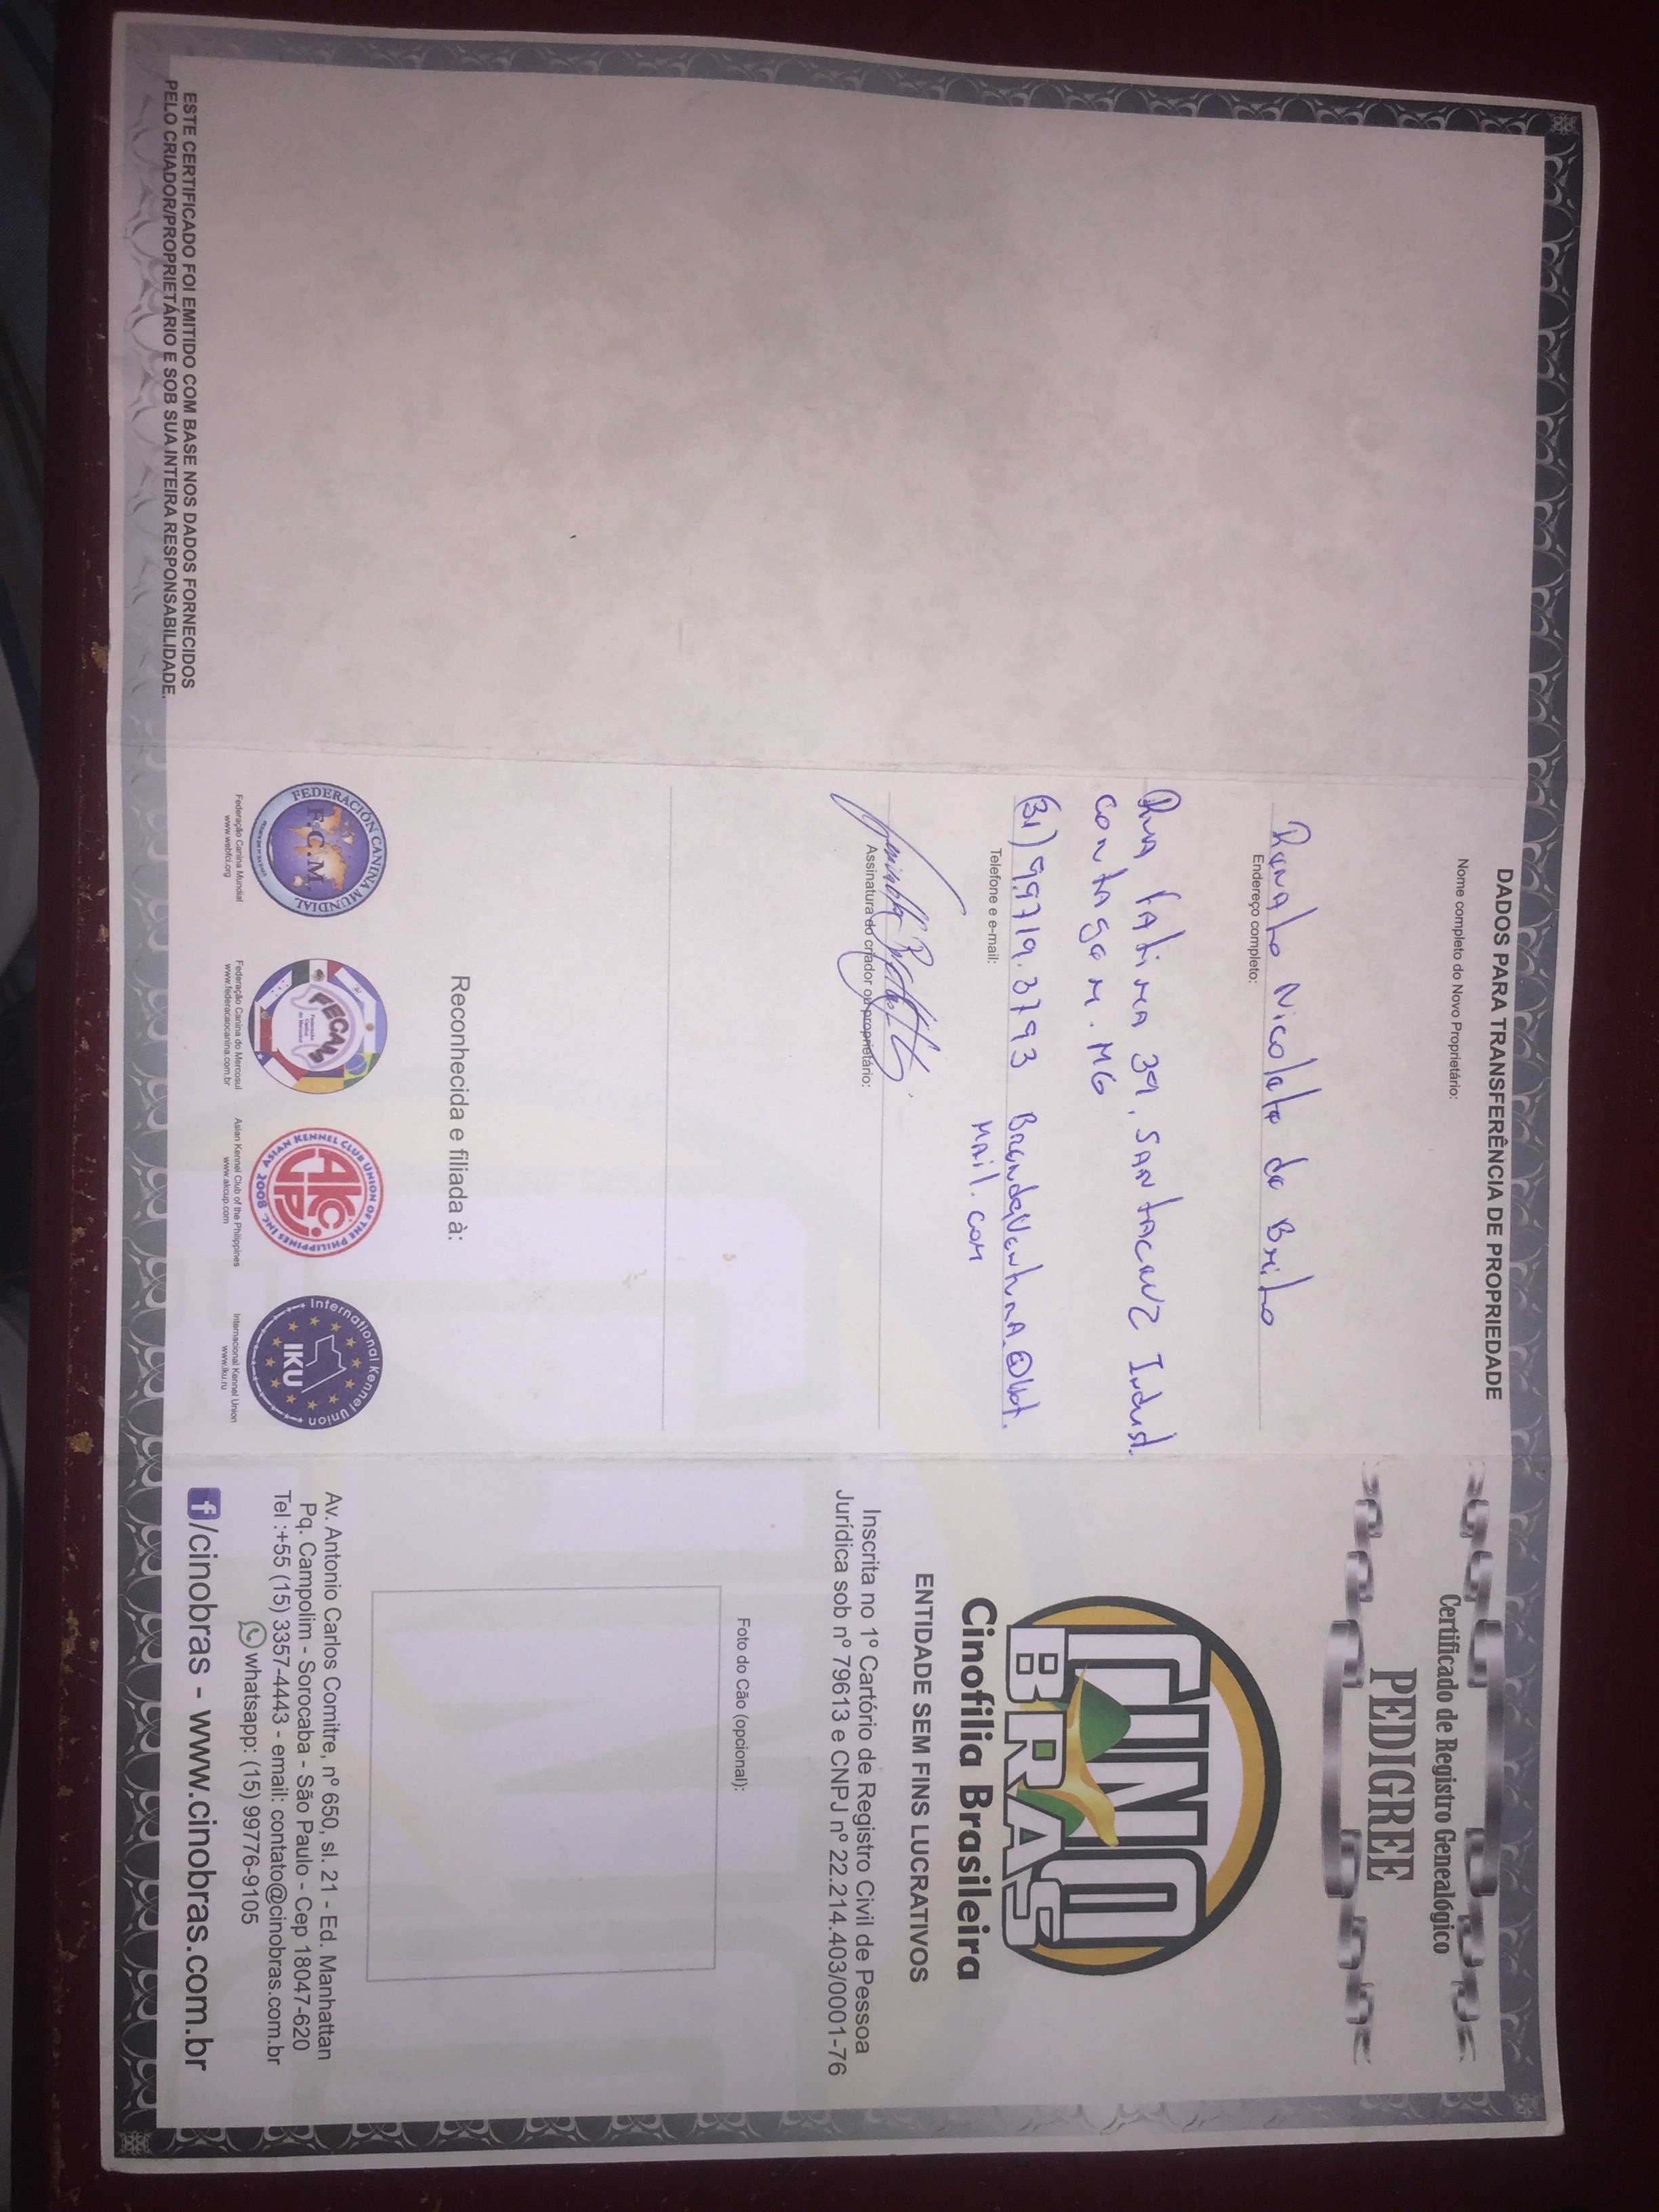 ESTE CERTIFICADO FOI EMITIDO COM BASE NOS DADOS FORNECIDOS
PELO CRIADOR/PROPRIETÁRIO E SOB SUA INTEIRA RESPONSABILIDADE.
DADOS PARA TRANSFERÊNCIA DE PROPRIEDADE
Nome completo do Novo Proprietário:
Renato Nicolato de Brito
Endereço completo:
Rua Fatima 39, SANTACRUZ Indust.
contagem. MG
(31) 99719.3793 BrendaVenturA.@hot.
MAil.com
Telefone e e-mail:
Assinatura do criador ou proprietário:
Reconhecida e filiada à:
FEDERACIÓN CANINA MUNDIAL
F.C.M.
Federação Canina Mundial
www.webfci.org
FECAM
Federação Canina do Mercosul
www.federacaocanina.com.br
ASIAN KENNEL CLUB UNION OF THE PHILIPPINES INC. 2008
AKCUPI
Asian Kennel Club of the Philippines
www.akcup.com
International Kennel Union
IKU
Internacional Kennel Union
www.iku.ru
Certificado de Registro Genealógico
PEDIGREE
CINO
BRAS
Cinofilia Brasileira
ENTIDADE SEM FINS LUCRATIVOS
Inscrita no 1º Cartório de Registro Civil de Pessoa
Jurídica sob nº 79613 e CNPJ nº 22.214.403/0001-76
Foto do Cão (opcional):
Av. Antonio Carlos Comitre, nº 650, sl. 21 - Ed. Manhattan
Pq. Campolim - Sorocaba - São Paulo - Cep 18047-620
Tel :+55 (15) 3357-4443 - email: contato@cinobras.com.br
whatsapp: (15) 99776-9105
f/cinobras - www.cinobras.com.br